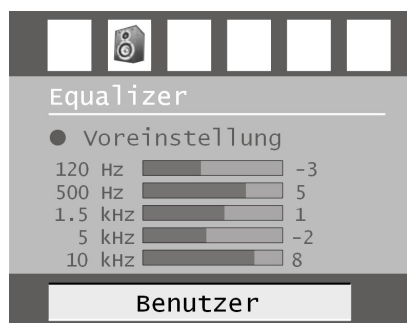 Equalizer
Voreinstellung
120 Hz -3
500 Hz 5
1.5 kHz 1
5 kHz -2
10 kHz 8
Benutzer